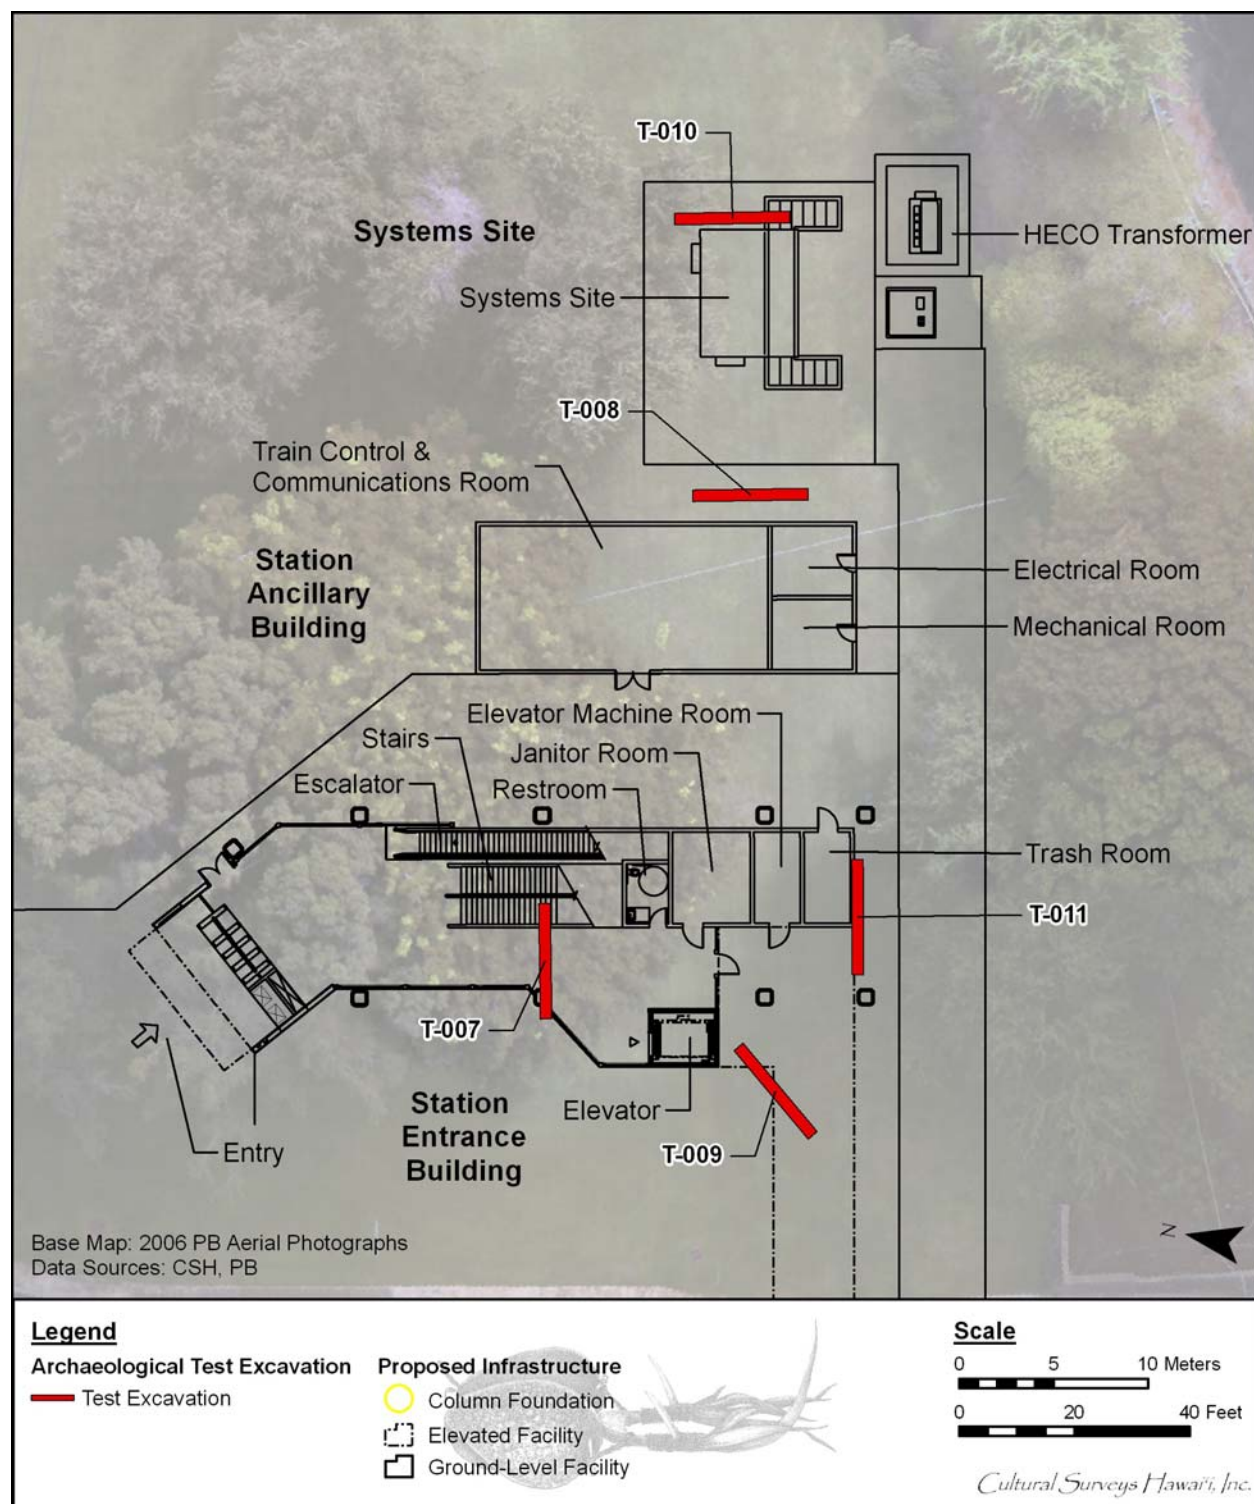 T-010
Systems Site
HECO Transformer
Systems Site
T-008
Train Control &
Communications Room
Station
Ancillary
Building
Electrical Room
Mechanical Room
Elevator Machine Room
Stairs
Janitor Room
Escalator
Restroom
Trash Room
T-011
T-007
Station
Entrance
Building
Elevator
Entry
T-009
N
Base Map: 2006 PB Aerial Photographs
Data Sources: CSH, PB
Legend
Archaeological Test Excavation
Test Excavation
Proposed Infrastructure
Column Foundation
Elevated Facility
Ground-Level Facility
Scale
0 5 10 Meters
0 20 40 Feet
Cultural Surveys Hawai'i, Inc.